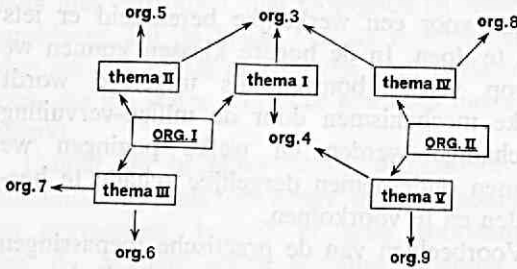 org.5
org.3
org.8
thema II
thema I
thema IV
ORG. I
org.4
ORG. II
org.7
thema III
thema V
org.6
org.9